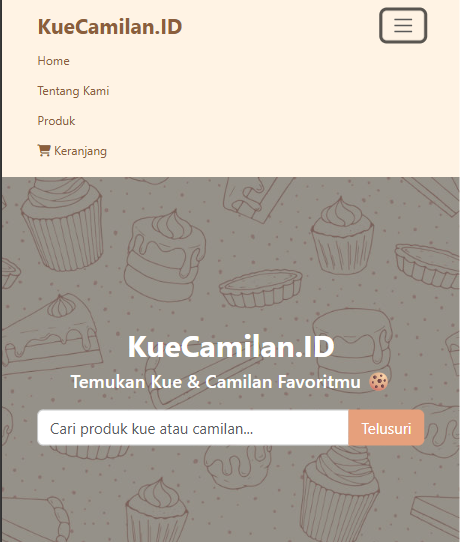 KueCamilan.ID
Home
Tentang Kami
Produk
Keranjang
KueCamilan.ID
Temukan Kue & Camilan Favoritmu 🍪
Cari produk kue atau camilan... Telusuri